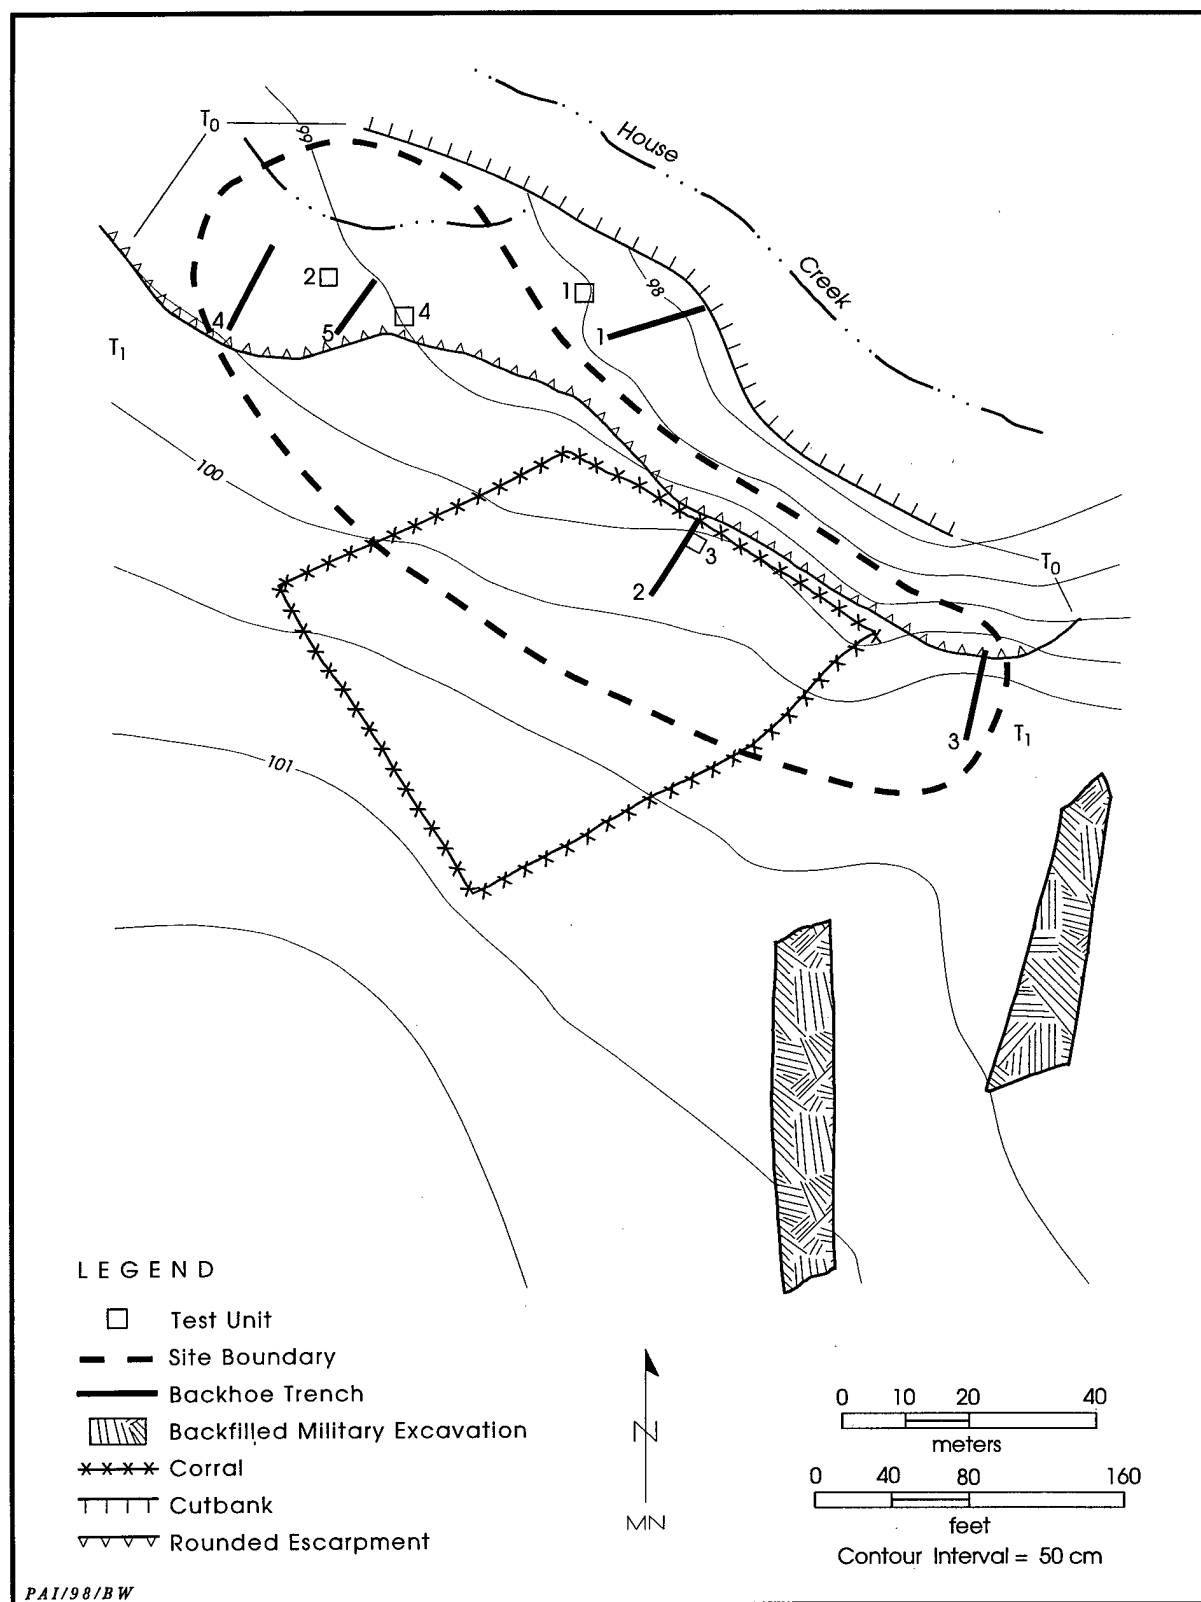 House
Creek
T0
99
98
2
4
1
1
4
5
T1
100
3
2
T0
3
T1
101
LEGEND
Test Unit
Site Boundary
Backhoe Trench
Backfilled Military Excavation
Corral
Cutbank
Rounded Escarpment
N
MN
0 10 20 40
meters
0 40 80 160
feet
Contour Interval = 50 cm
PAI/98/BW